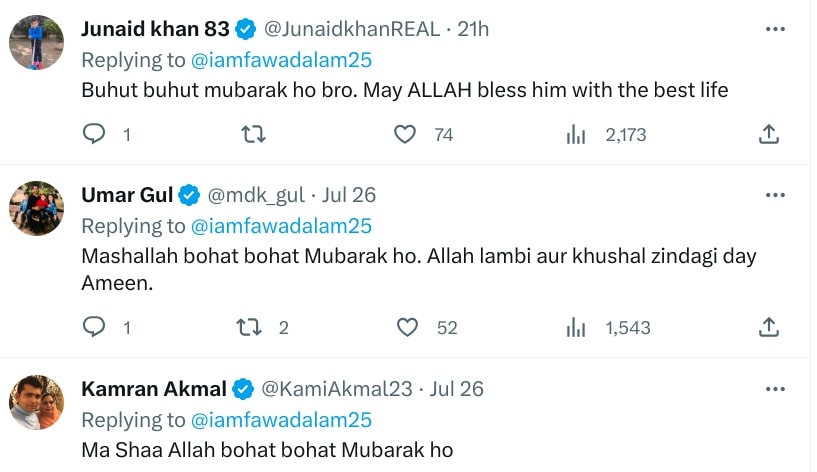 Junaid khan 83 @JunaidkhanREAL · 21h
Replying to @iamfawadalam25
Buhut buhut mubarak ho bro. May ALLAH bless him with the best life
1 74 2,173
Umar Gul @mdk_gul · Jul 26
Replying to @iamfawadalam25
Mashallah bohat bohat Mubarak ho. Allah lambi aur khushal zindagi day
Ameen.
1 2 52 1,543
Kamran Akmal @KamiAkmal23 · Jul 26
Replying to @iamfawadalam25
Ma Shaa Allah bohat bohat Mubarak ho